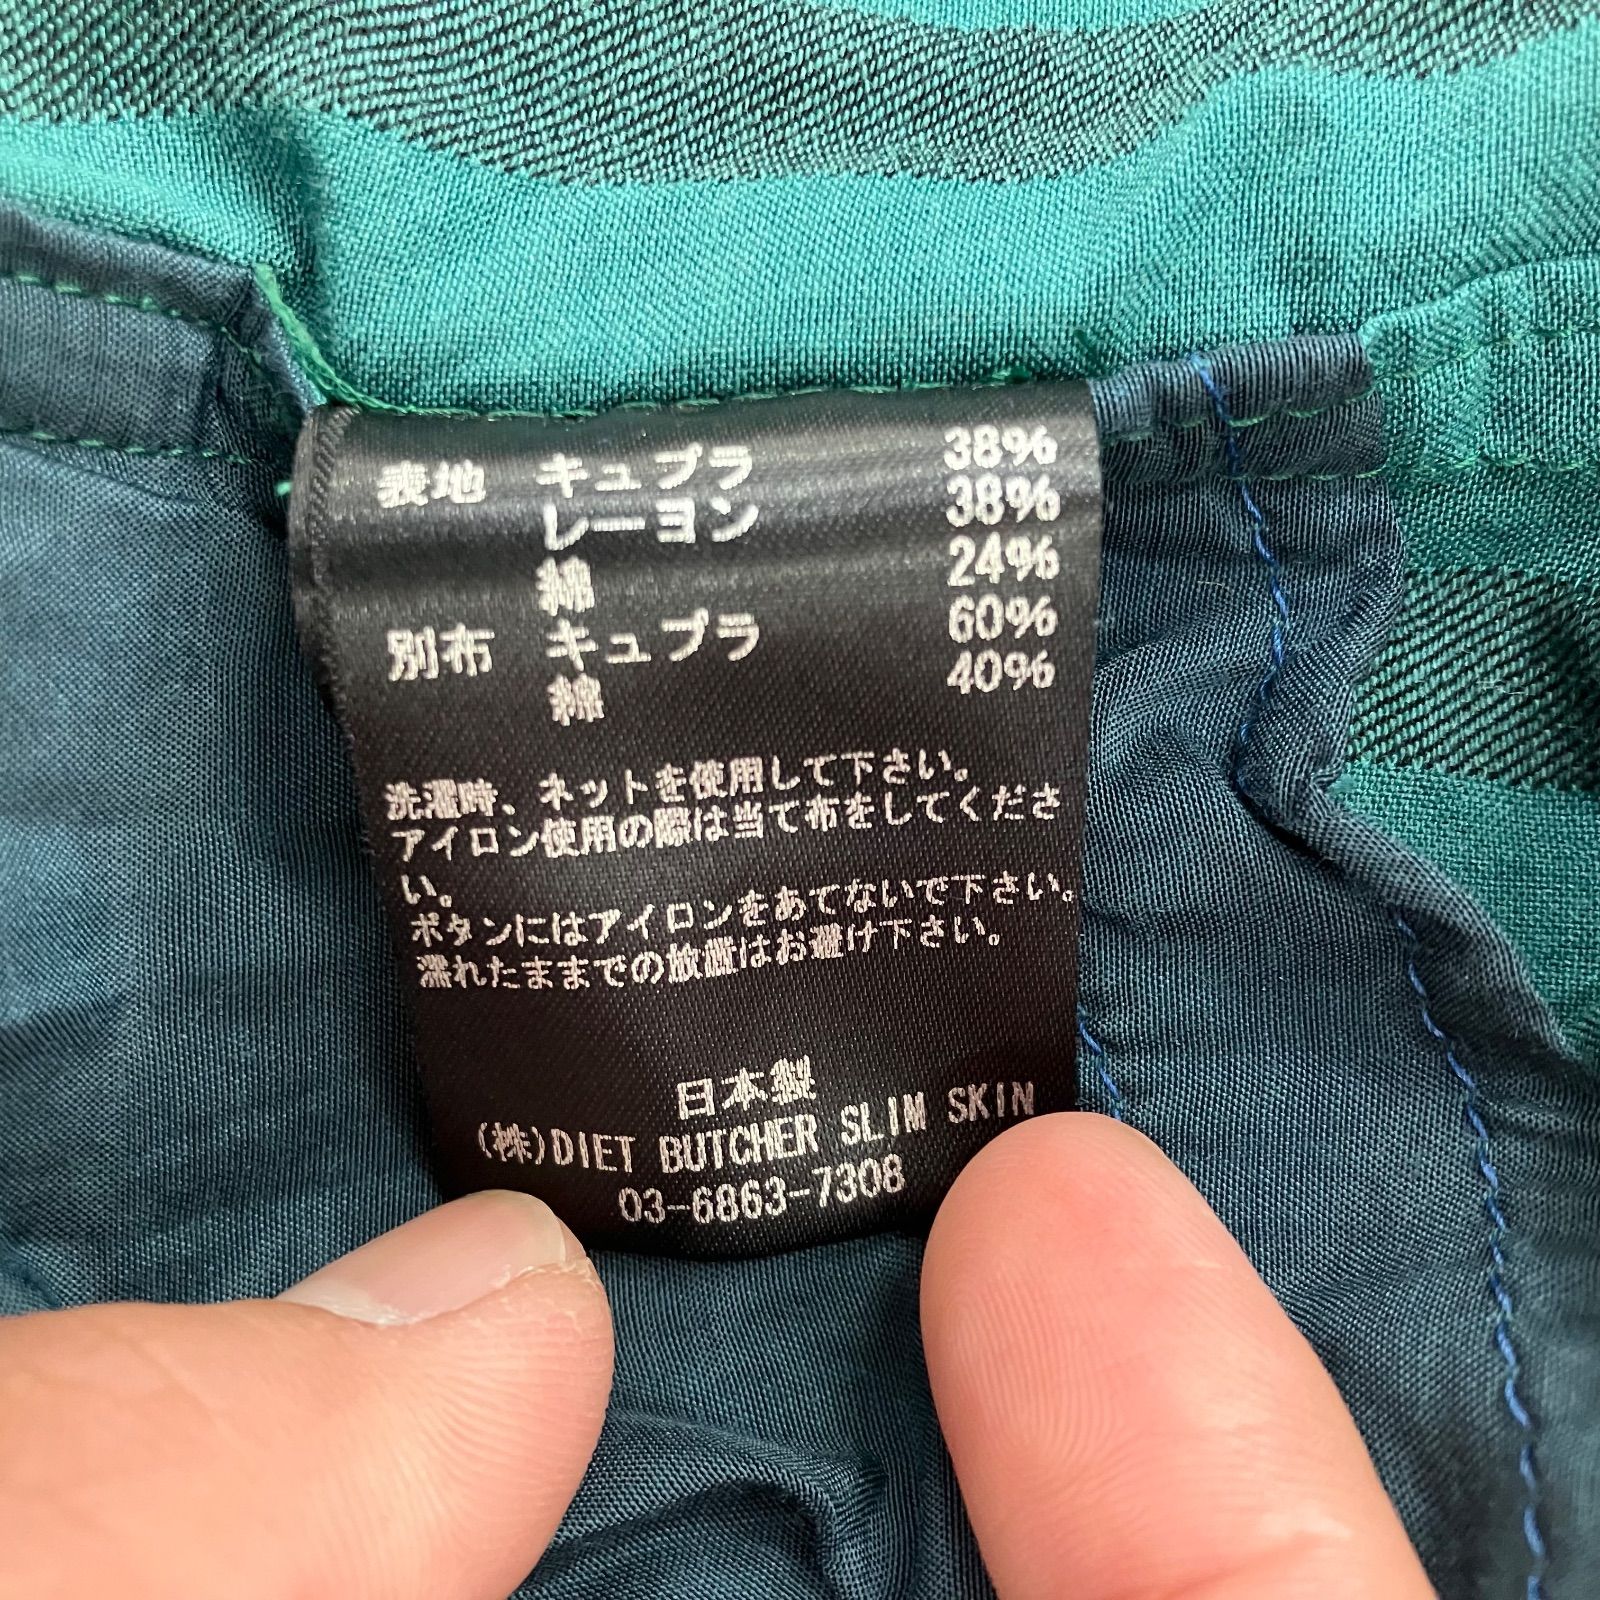 表地 キュプラ 38%
レーヨン 38%
綿 24%
別布 キュプラ 60%
綿 40%
洗濯時、ネットを使用して下さい。
アイロン使用の際は当て布をしてくださ
い。
ボタンにはアイロンをあてないで下さい。
濡れたままでの放置はお避け下さい。
日本製
(株)DIET BUTCHER SLIM SKIN
03-6863-7308